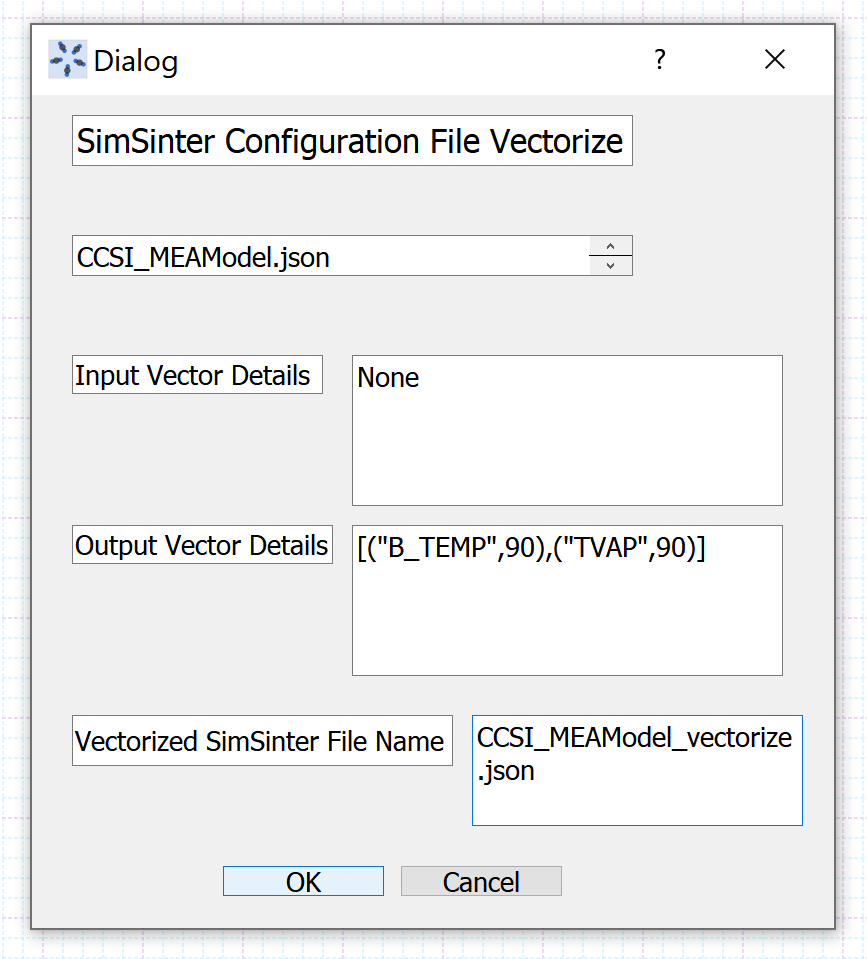 Dialog ?
SimSinter Configuration File Vectorize
CCSI_MEAModel.json
Input Vector Details
None
Output Vector Details
[("B_TEMP",90),("TVAP",90)]
Vectorized SimSinter File Name
CCSI_MEAModel_vectorize
.json
OK
Cancel